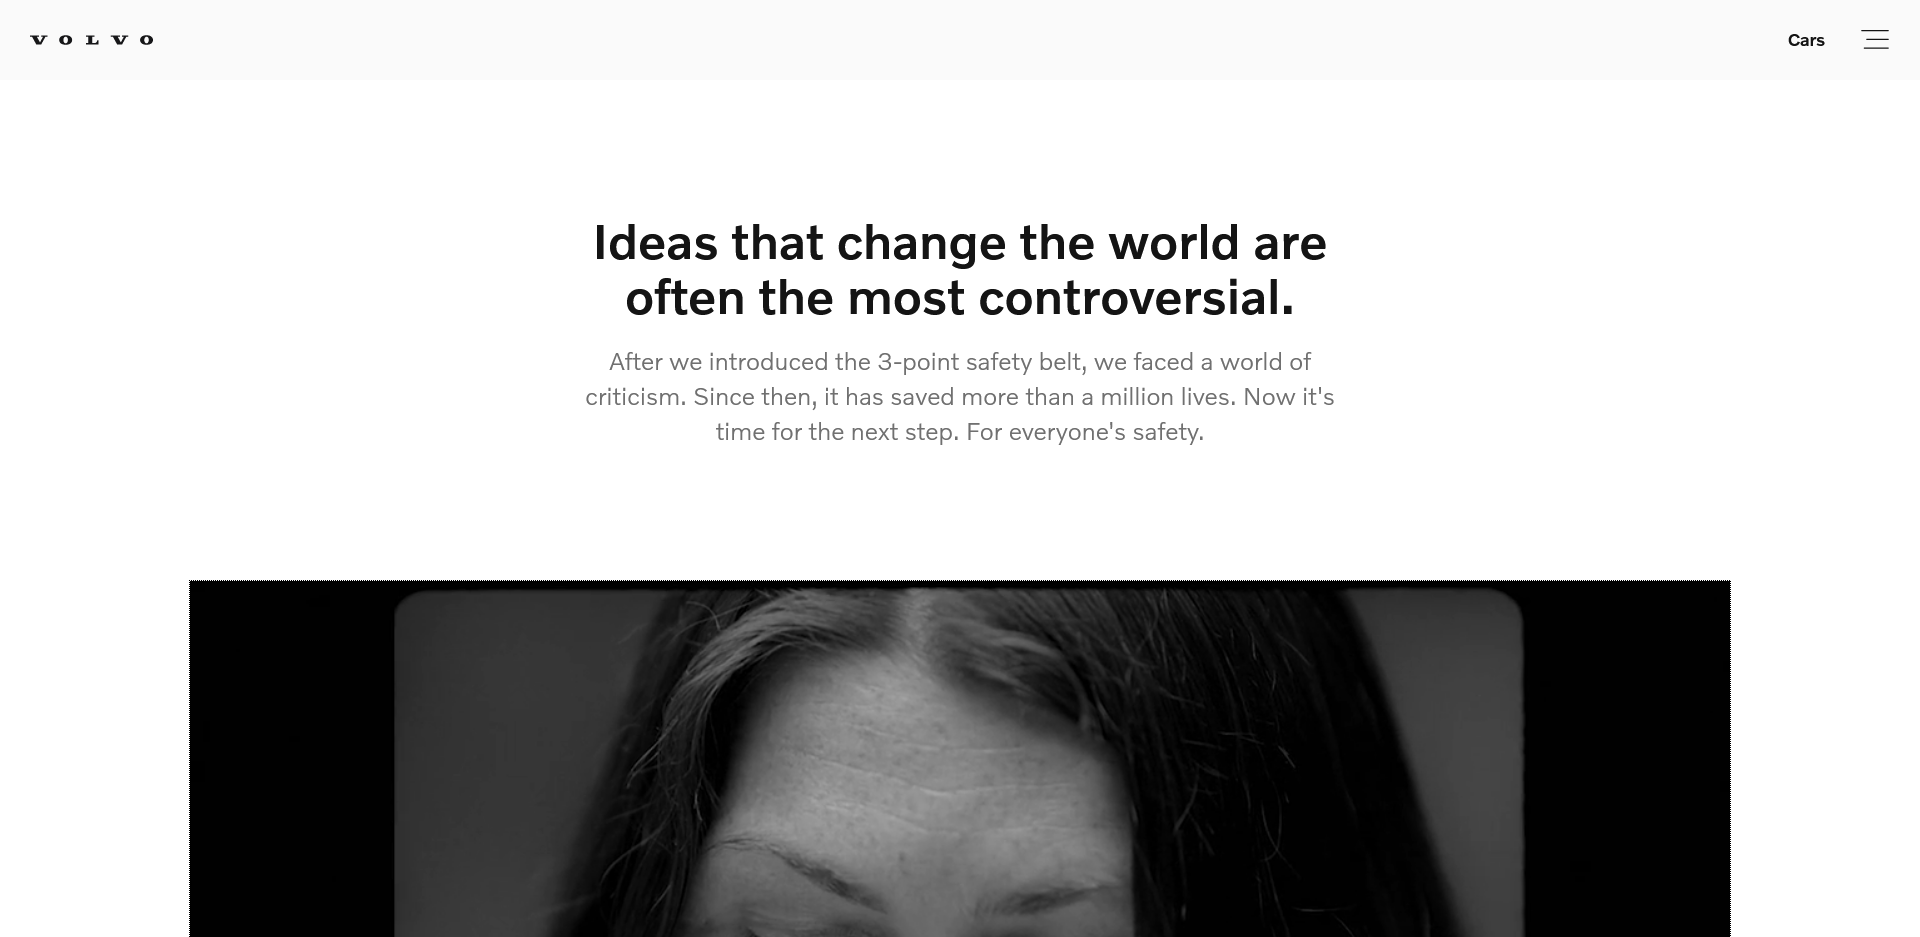 VOLVO
Cars
Ideas that change the world are
often the most controversial.
After we introduced the 3-point safety belt, we faced a world of
criticism. Since then, it has saved more than a million lives. Now it's
time for the next step. For everyone's safety.